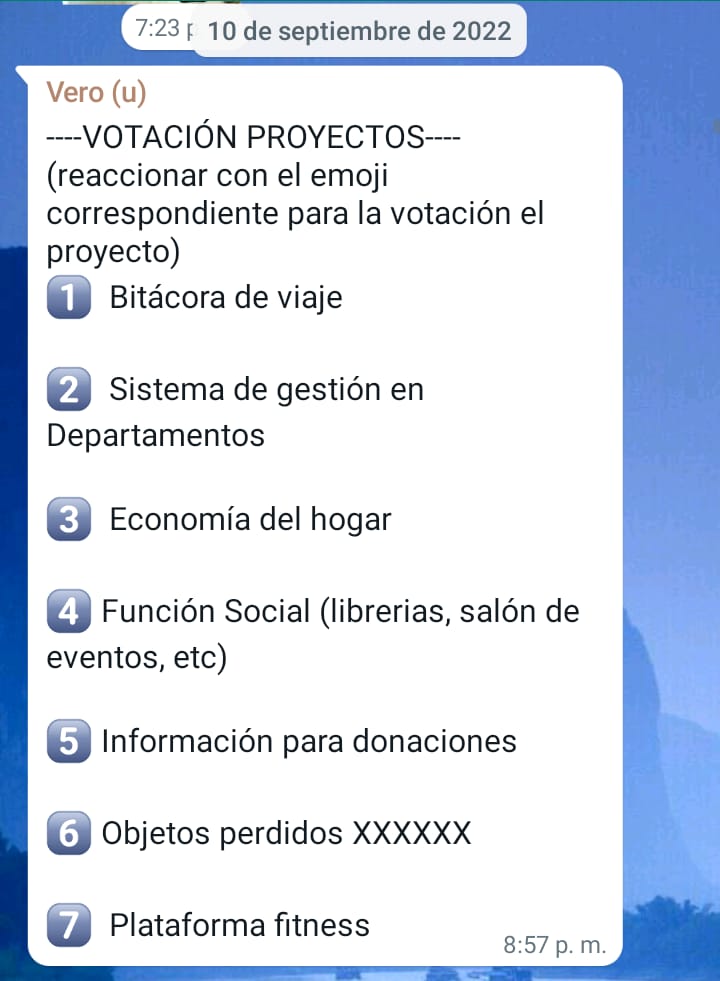 7:23 p
10 de septiembre de 2022
Vero (u)
----VOTACIÓN PROYECTOS----
(reaccionar con el emoji
correspondiente para la votación el
proyecto)
1 Bitácora de viaje
2 Sistema de gestión en
Departamentos
3 Economía del hogar
4 Función Social (librerias, salón de
eventos, etc)
5 Información para donaciones
6 Objetos perdidos XXXXXX
7 Plataforma fitness
8:57 p. m.